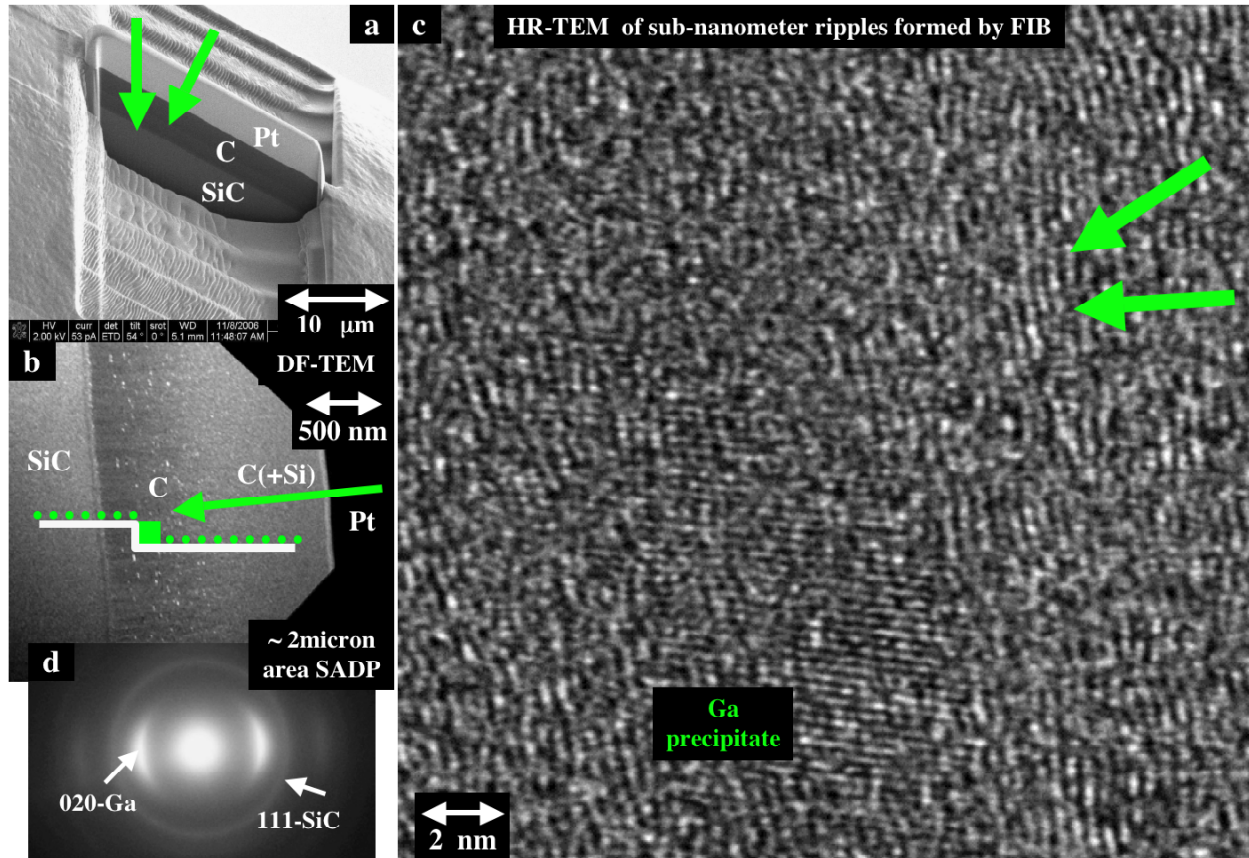 a
Pt
C
SiC
10 μm
HV curr det tilt srot WD 11/8/2006
2.00 kV 53 pA ETD 54 ° 0 ° 5.1 mm 11:48:07 AM
b
DF-TEM
500 nm
SiC
C
C(+Si)
Pt
~ 2micron
area SADP
d
020-Ga
111-SiC
c
HR-TEM of sub-nanometer ripples formed by FIB
Ga
precipitate
2 nm